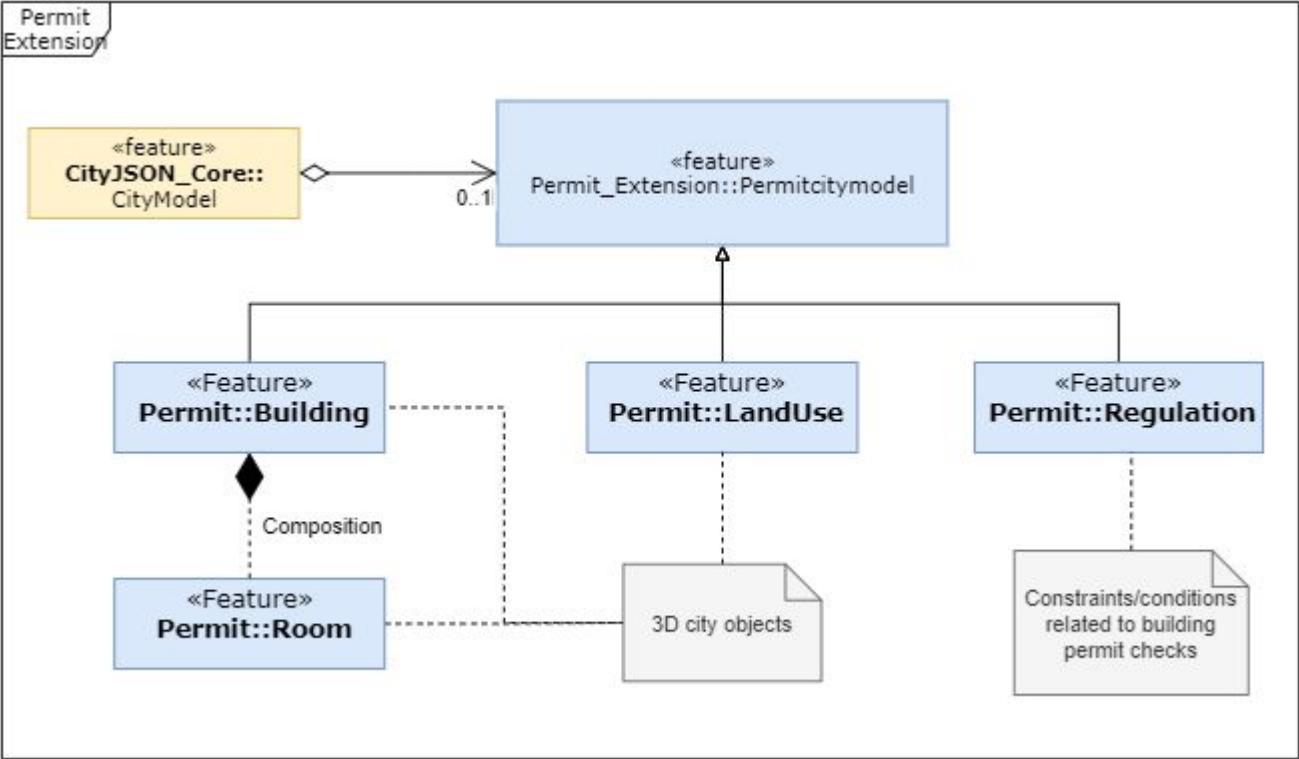 Permit
Extension
«feature»
CityJSON_Core::
CityModel
0..1
«feature»
Permit_Extension::Permitcitymodel
«Feature»
Permit::Building
«Feature»
Permit::LandUse
«Feature»
Permit::Regulation
Composition
«Feature»
Permit::Room
3D city objects
Constraints/conditions
related to building
permit checks